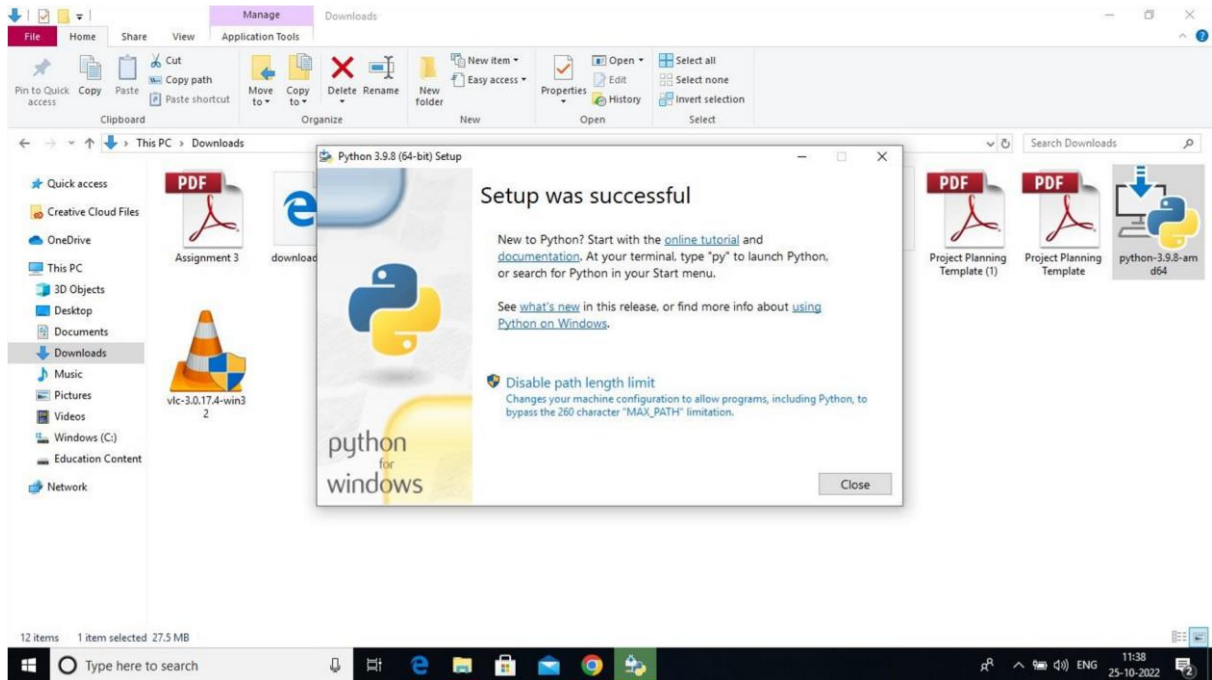 Manage
Downloads
File
Home
Share
View
Application Tools
Pin to Quick access
Copy
Paste
Cut
Copy path
Paste shortcut
Move to
Copy to
Delete
Rename
New folder
New item
Easy access
Properties
Open
Edit
History
Select all
Select none
Invert selection
Clipboard
Organize
New
Open
Select
This PC > Downloads
Search Downloads
Quick access
Creative Cloud Files
OneDrive
This PC
3D Objects
Desktop
Documents
Downloads
Music
Pictures
Videos
Windows (C:)
Education Content
Network
PDF
Assignment 3
download
vlc-3.0.17.4-win3
2
Python 3.9.8 (64-bit) Setup
Setup was successful
New to Python? Start with the online tutorial and
documentation. At your terminal, type "py" to launch Python,
or search for Python in your Start menu.
See what's new in this release, or find more info about using
Python on Windows.
Disable path length limit
Changes your machine configuration to allow programs, including Python, to
bypass the 260 character "MAX_PATH" limitation.
python
for
windows
Close
PDF
Project Planning
Template (1)
PDF
Project Planning
Template
python-3.9.8-am
d64
12 items 1 item selected 27.5 MB
Type here to search
ENG
11:38
25-10-2022
2